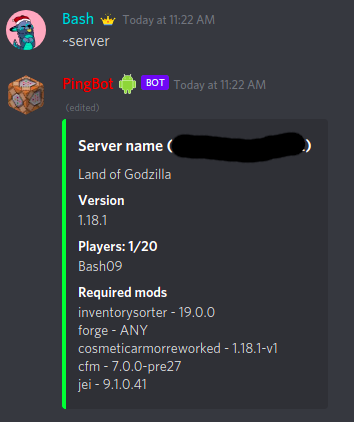 Bash Today at 11:22 AM
~server
PingBot BOT Today at 11:22 AM
(edited)
Server name ( )
Land of Godzilla
Version
1.18.1
Players: 1/20
Bash09
Required mods
inventorysorter - 19.0.0
forge - ANY
cosmeticarmorreworked - 1.18.1-v1
cfm - 7.0.0-pre27
jei - 9.1.0.41